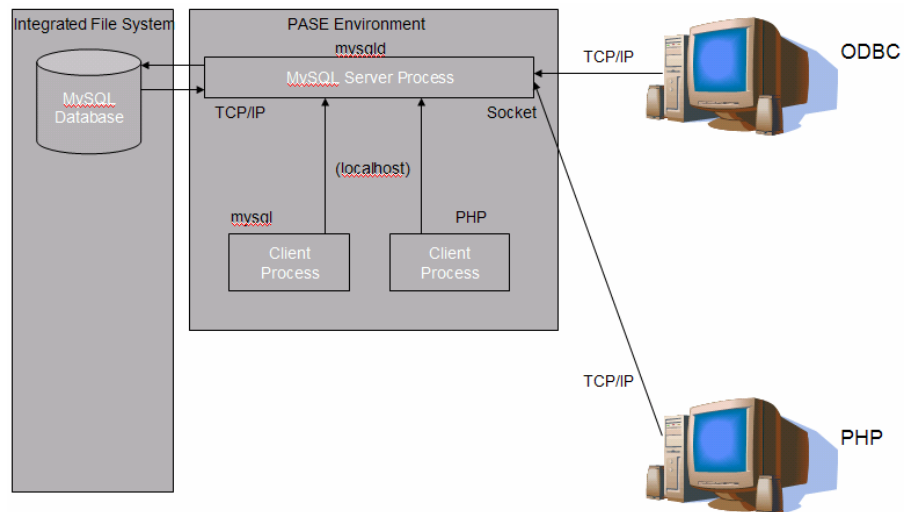 Integrated File System
PASE Environment
mysqld
MySQL Server Process
MySQL
Database
TCP/IP
Socket
(localhost)
mysql
PHP
Client
Process
Client
Process
TCP/IP
ODBC
TCP/IP
PHP